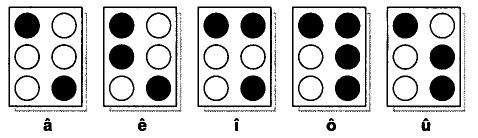 â ê î ô û